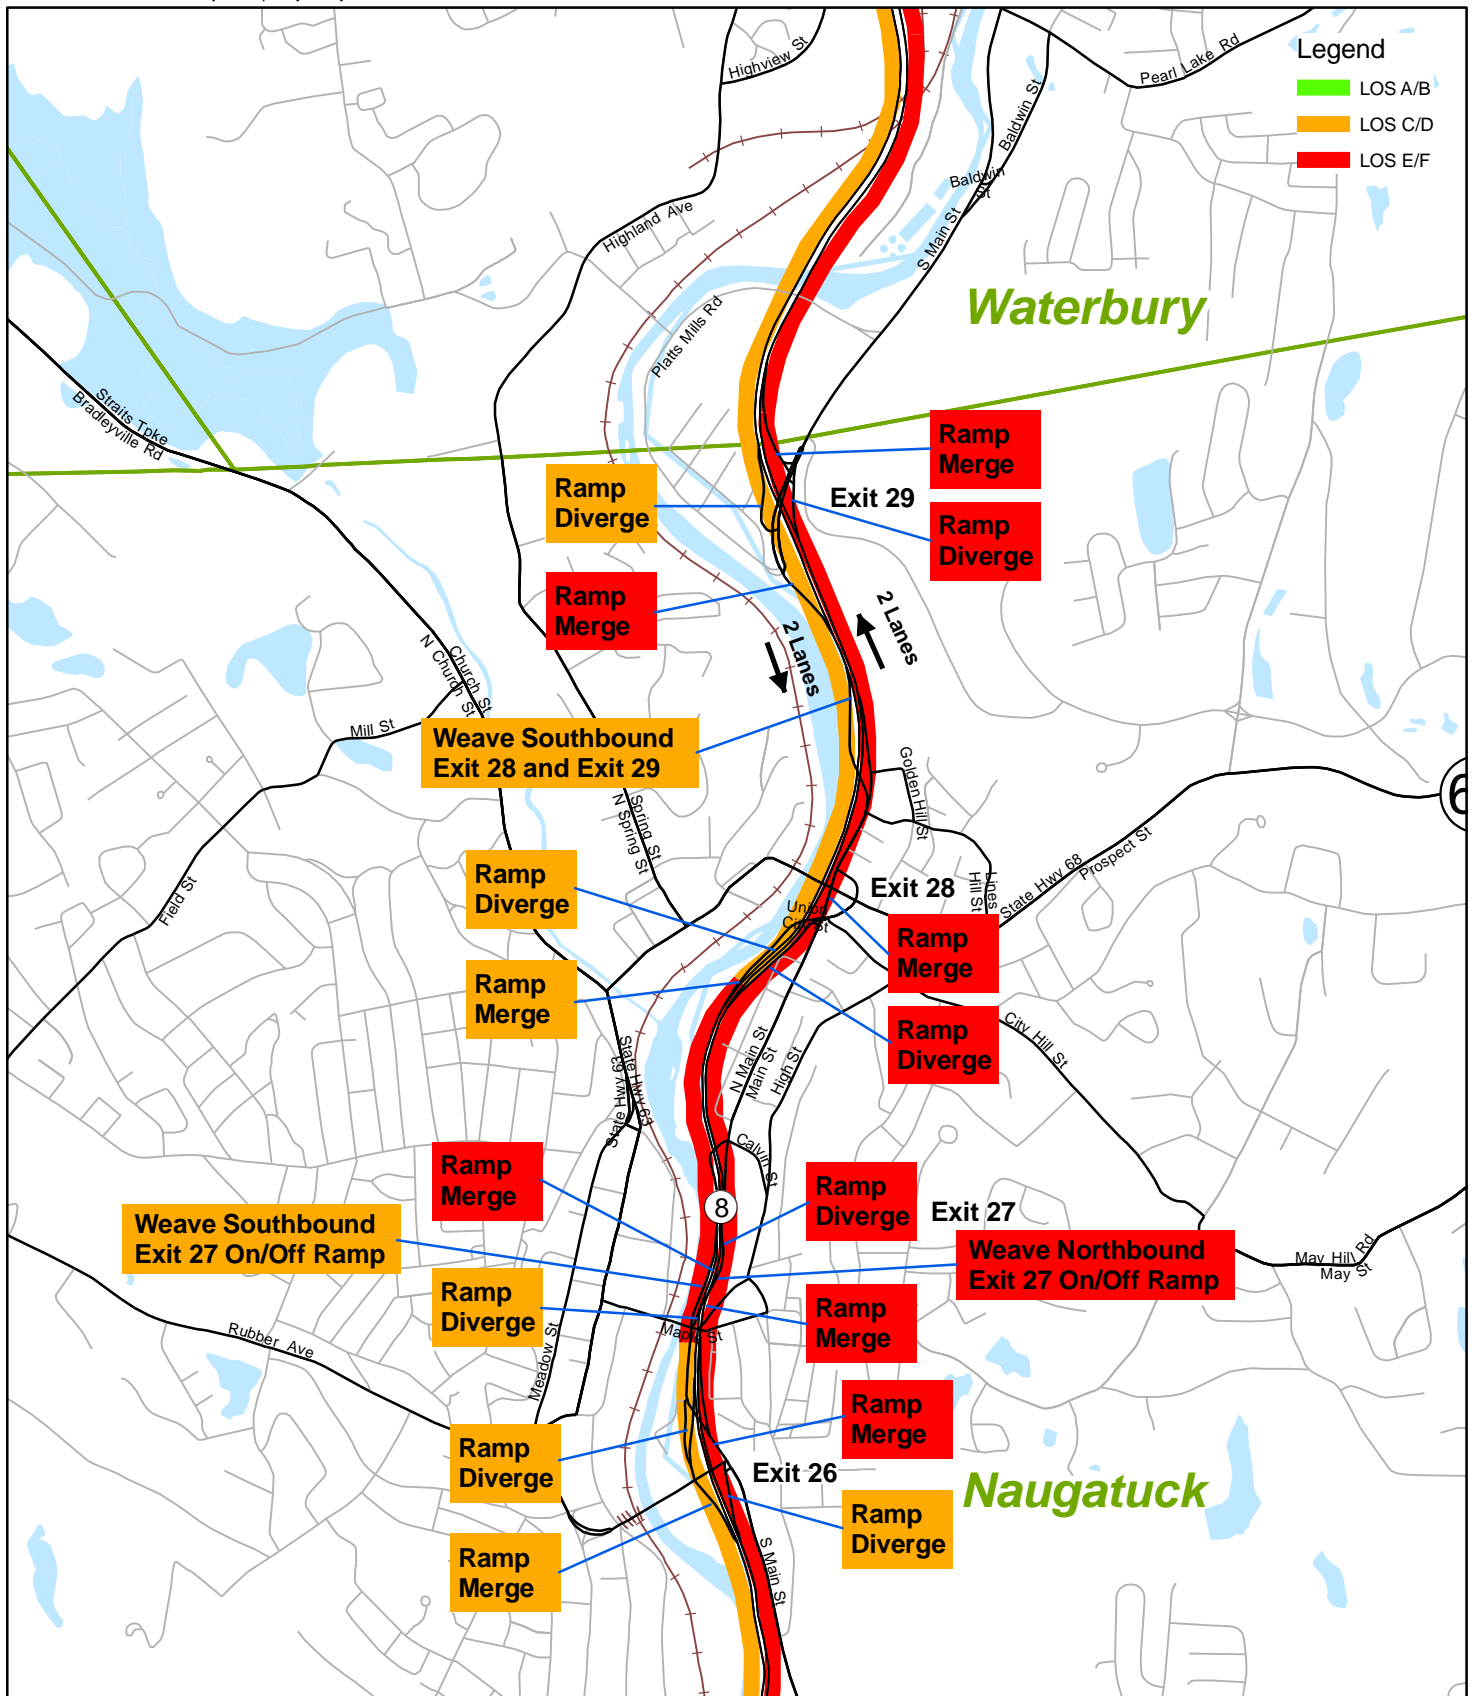 Highview St
Pearl Lake Rd
Legend
LOS A/B
LOS C/D
LOS E/F
Baldwin St
Baldwin
St
Highland Ave
S Main St
Waterbury
Platts Mills Rd
Straits Tpke
Bradleyville Rd
Ramp
Merge
Ramp
Diverge
Exit 29
Ramp
Diverge
Ramp
Merge
2 Lanes
2 Lanes
Church St
N Church St
Mill St
Weave Southbound
Exit 28 and Exit 29
Golden Hill St
6
Spring St
N Spring St
State Hwy 68
Prospect St
Lines
Hill St
Field St
Ramp
Diverge
Exit 28
Union
City St
Ramp
Merge
Ramp
Merge
Ramp
Diverge
City Hill St
N Main St
Main St
High St
State Hwy 63
State Hwy 63
Calvin St
Ramp
Merge
Ramp
Diverge
8
Exit 27
Weave Southbound
Exit 27 On/Off Ramp
Weave Northbound
Exit 27 On/Off Ramp
May Hill Rd
May St
Ramp
Diverge
Ramp
Merge
Rubber Ave
Maple St
Meadow St
Ramp
Merge
Ramp
Diverge
Exit 26
Naugatuck
Ramp
Diverge
Ramp
Merge
S Main St